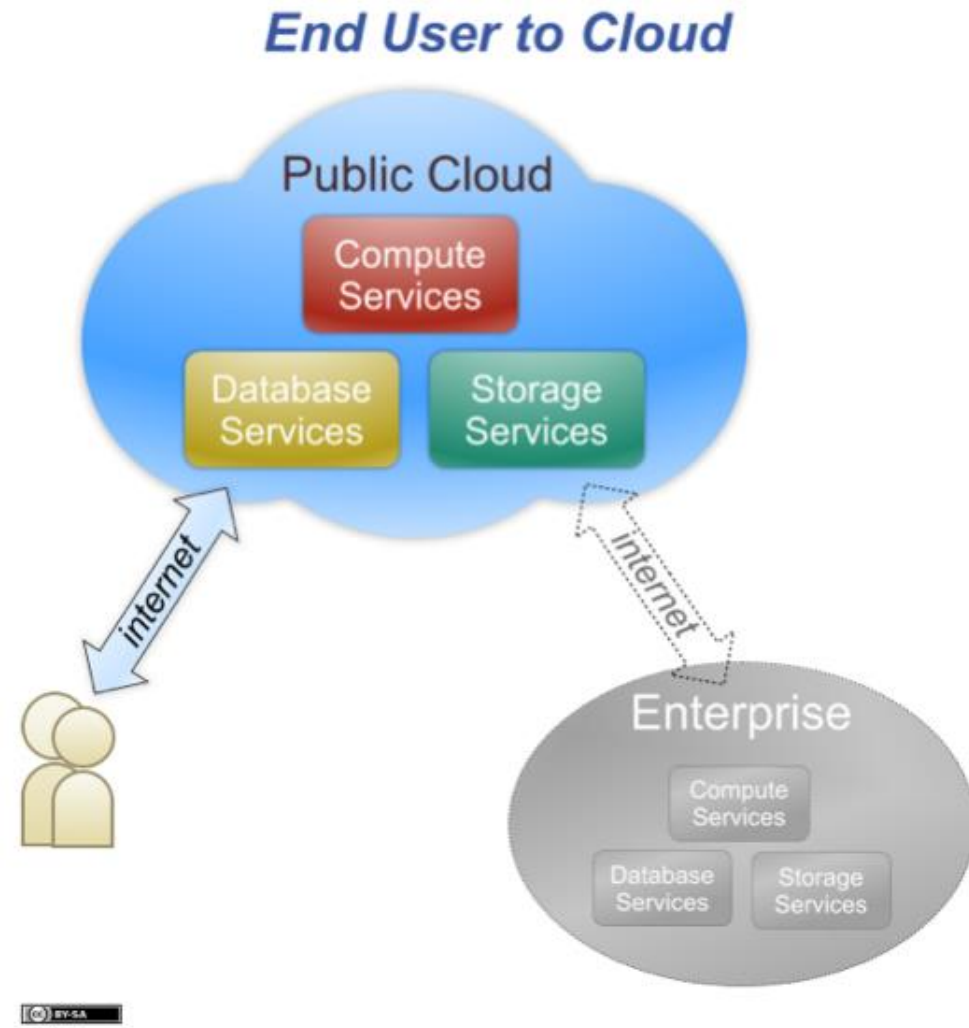 End User to Cloud
Public Cloud
Compute
Services
Database
Services
Storage
Services
internet
internet
Enterprise
Compute
Services
Database
Services
Storage
Services
(cc) BY-SA